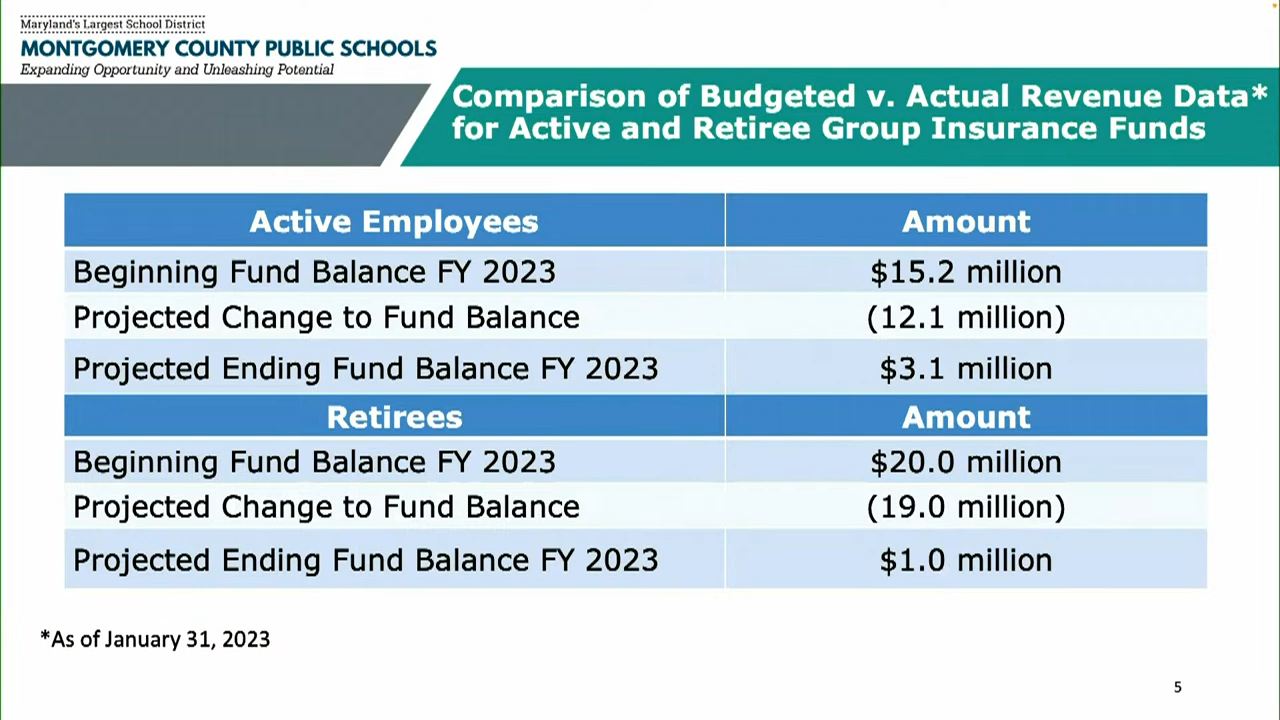 Maryland's Largest School District
MONTGOMERY COUNTY PUBLIC SCHOOLS
Expanding Opportunity and Unleashing Potential
Comparison of Budgeted v. Actual Revenue Data*
for Active and Retiree Group Insurance Funds
Active Employees Amount
Beginning Fund Balance FY 2023 $15.2 million
Projected Change to Fund Balance (12.1 million)
Projected Ending Fund Balance FY 2023 $3.1 million
Retirees Amount
Beginning Fund Balance FY 2023 $20.0 million
Projected Change to Fund Balance (19.0 million)
Projected Ending Fund Balance FY 2023 $1.0 million
*As of January 31, 2023
5